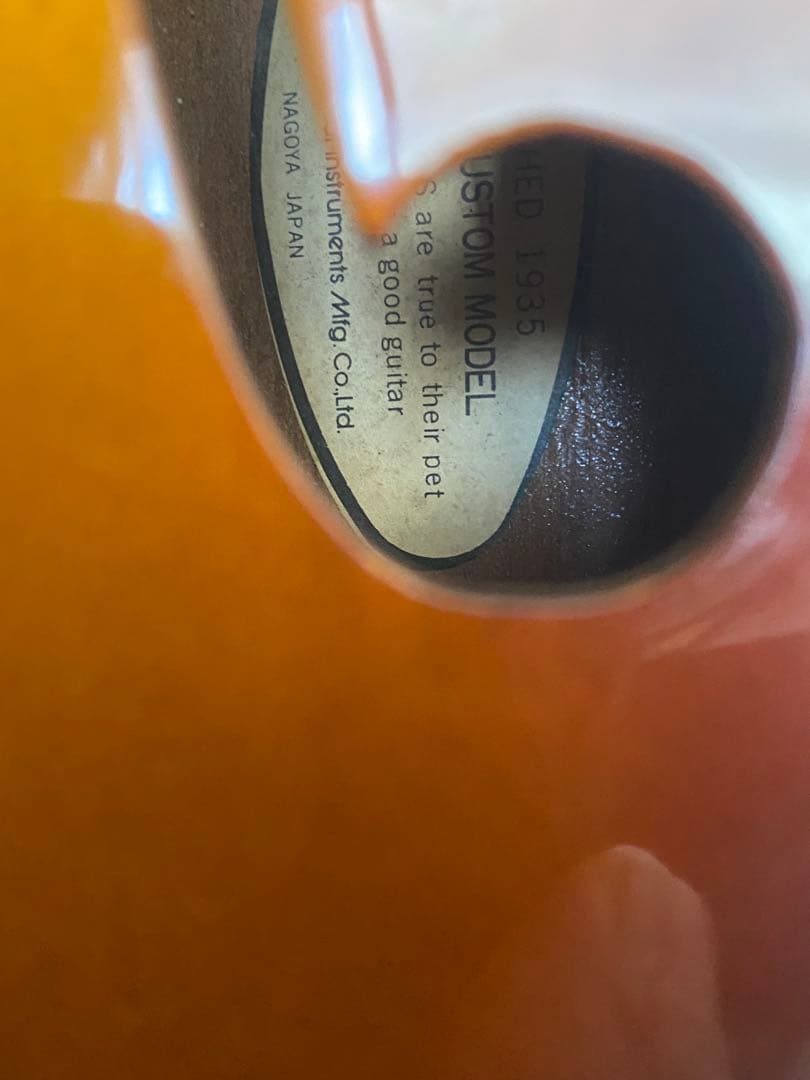 HED 1935
USTOM MODEL
S are true to their pet
a good guitar
instruments Mfg. Co.,Ltd.
NAGOYA JAPAN